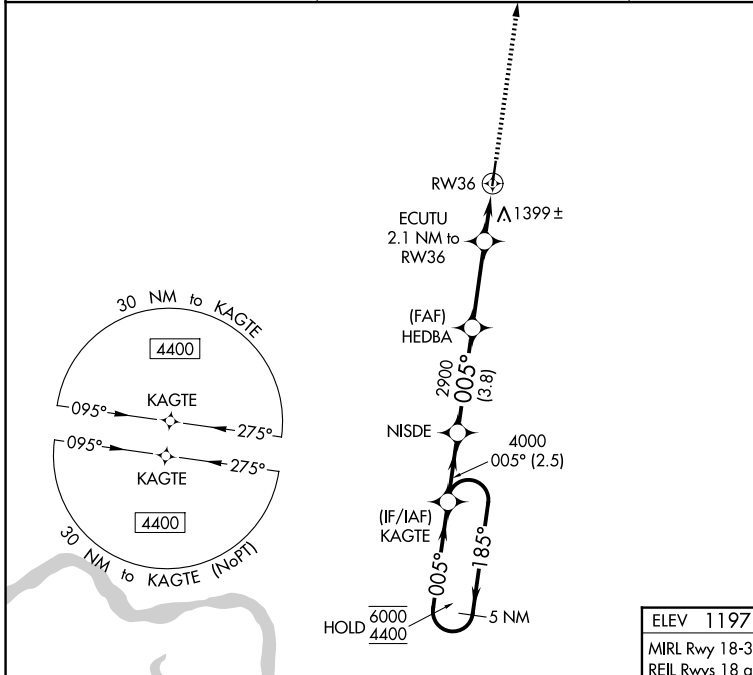 RW36
1399 ±
ECUTU
2.1 NM to
RW36
(FAF)
HEDBA
2900
005°
(3.8)
NISDE
4000
005° (2.5)
(IF/IAF)
KAGTE
005°
185°
HOLD
6000
4400
5 NM
30 NM to KAGTE
4400
KAGTE
095°
275°
095°
275°
KAGTE
4400
30 NM to KAGTE (NoPT)
ELEV 1197
MIRL Rwy 18-3
REIL Rwys 18